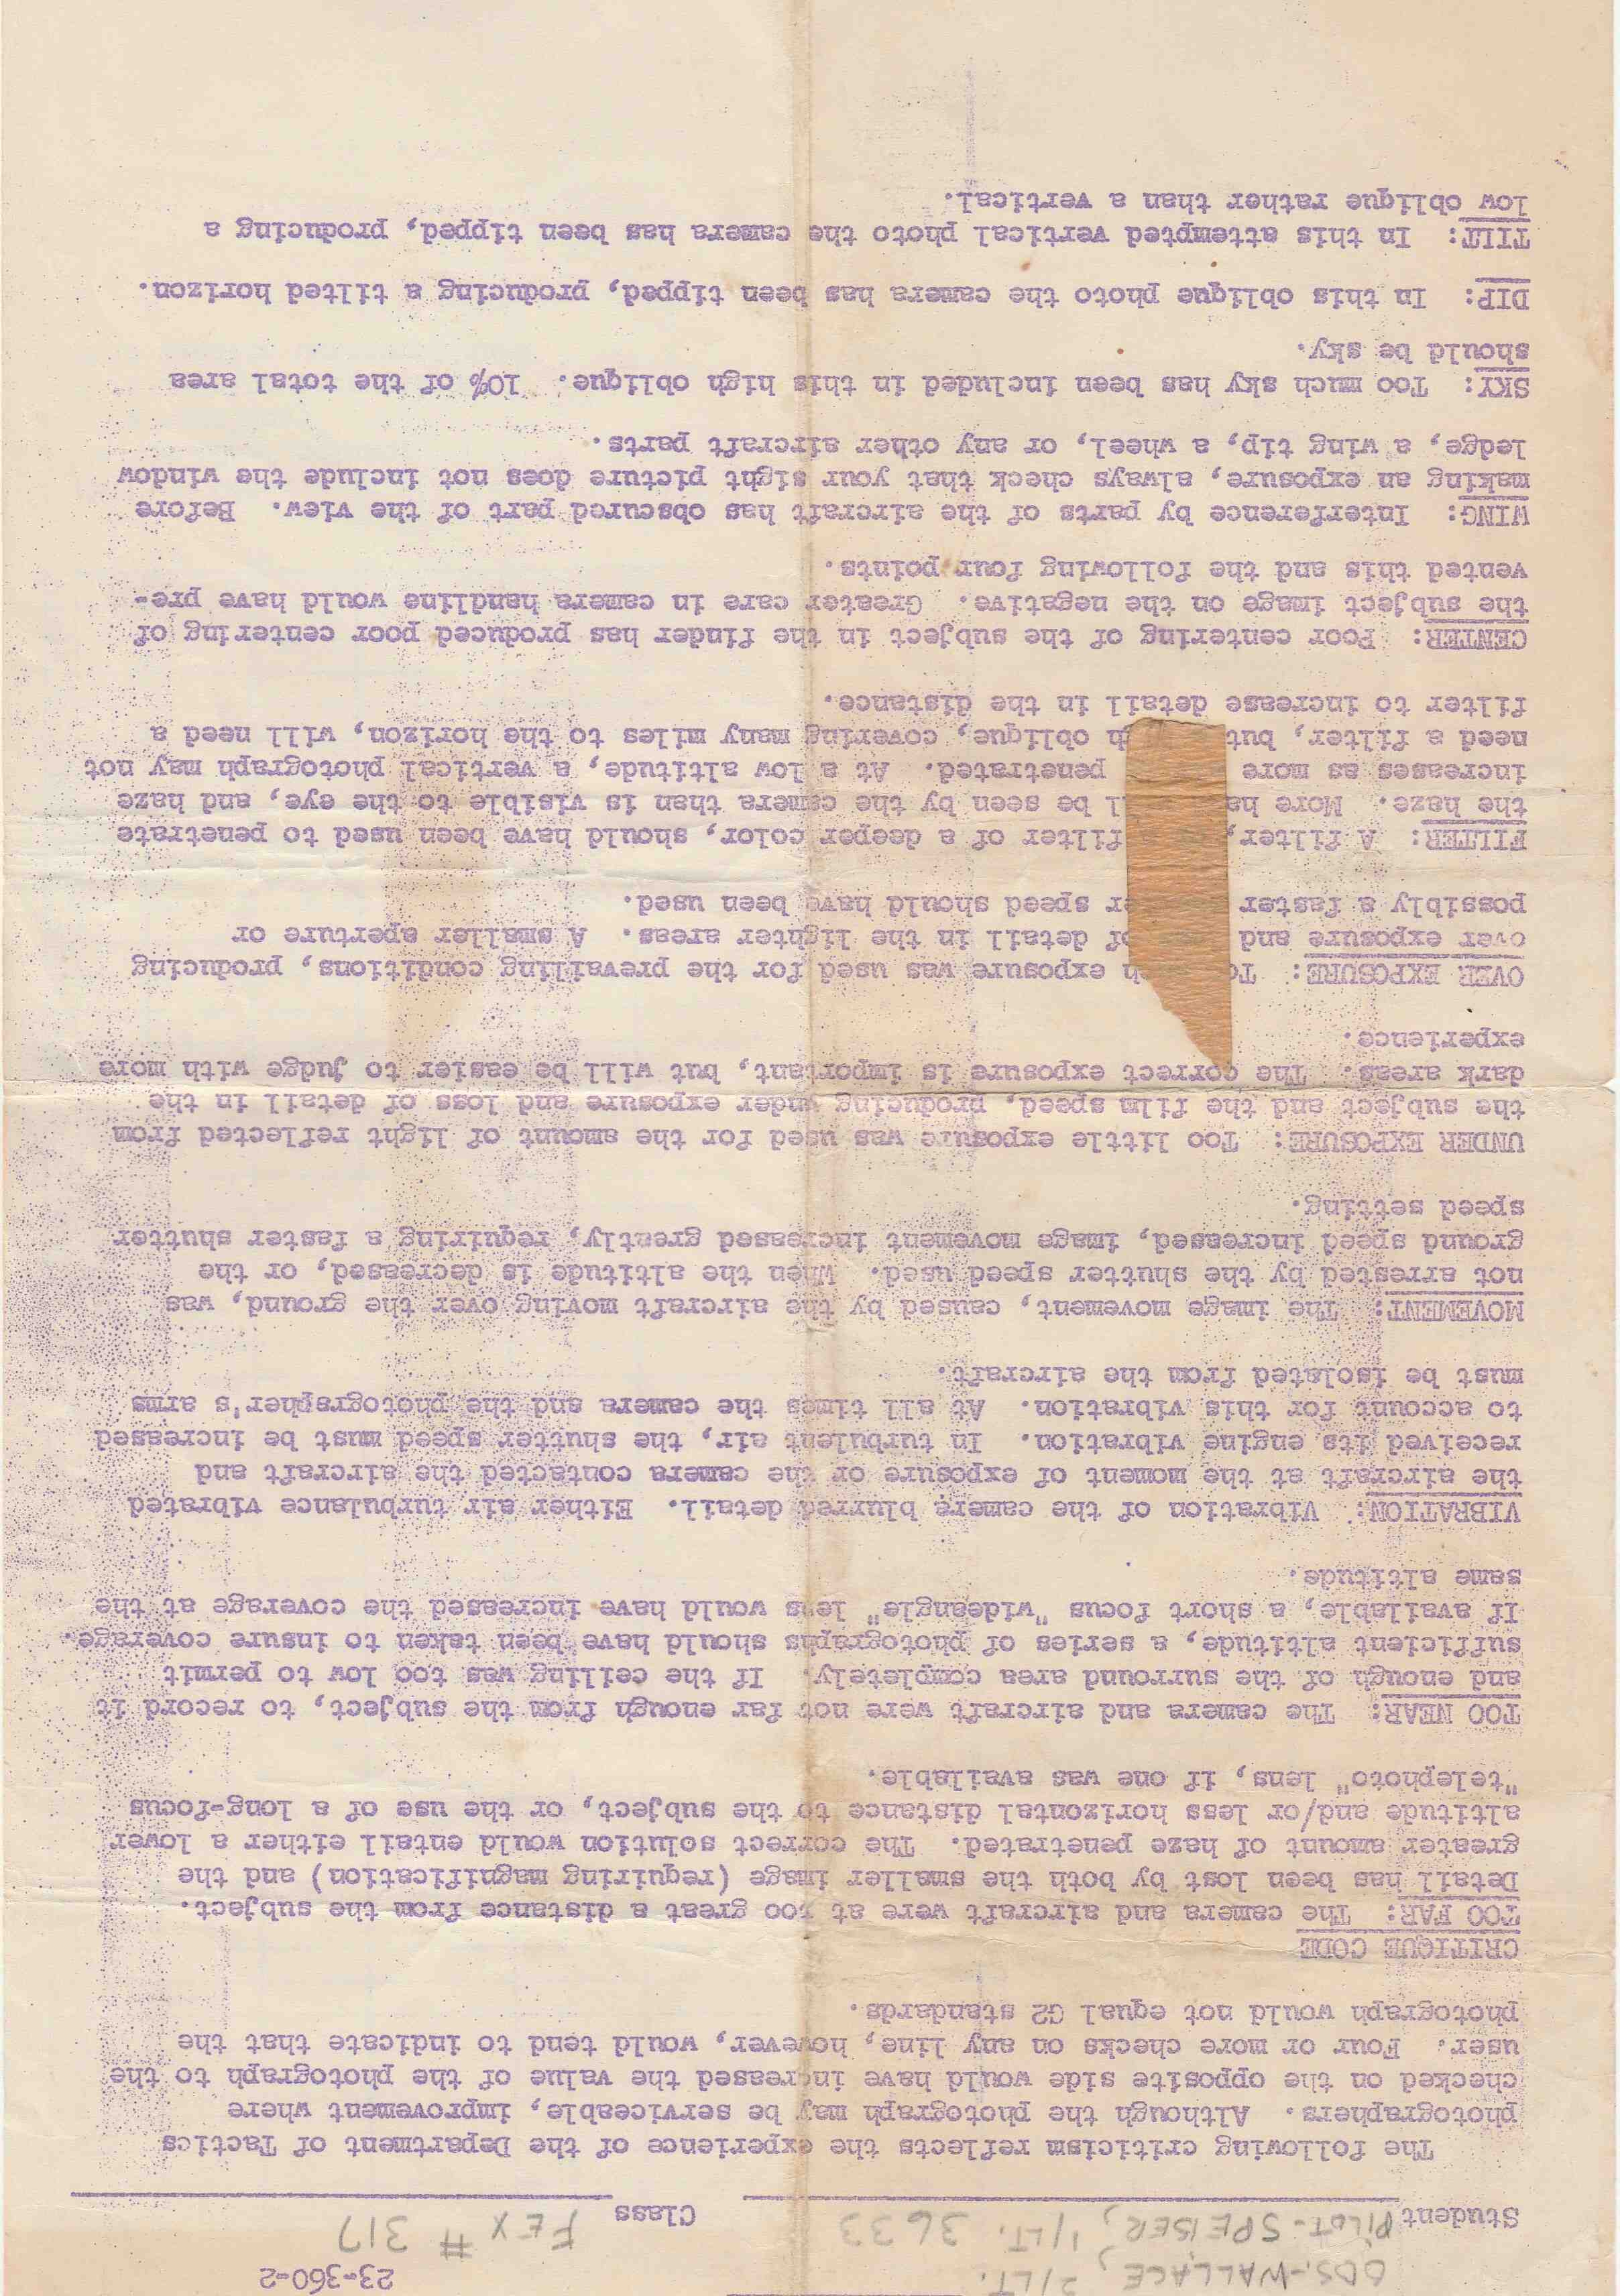 OBS.-WALLACE, 2/LT.
23-360-2
Student PILOT-SPEISER, 1/LT. 3633 Class FEX # 317
The following criticism reflects the experience of the Department of Tactics
photographers. Although the photograph may be serviceable, improvement where
checked on the opposite side would have increased the value of the photograph to the
user. Four or more checks on any line, however, would tend to indicate that the
photograph would not equal G2 standards.
CRITIQUE CODE
TOO FAR: The camera and aircraft were at too great a distance from the subject.
Detail has been lost by both the smaller image (requiring magnification) and the
greater amount of haze penetrated. The correct solution would entail either a lower
altitude and/or less horizontal distance to the subject, or the use of a long-focus
"telephoto" lens, if one was available.
TOO NEAR: The camera and aircraft were not far enough from the subject, to record it
and enough of the surround area completely. If the ceiling was too low to permit
sufficient altitude, a series of photographs should have been taken to insure coverage.
If available, a short focus "wideangle" lens would have increased the coverage at the
same altitude.
VIBRATION: Vibration of the camera blurred detail. Either air turbulance vibrated
the aircraft at the moment of exposure or the camera contacted the aircraft and
received its engine vibration. In turbulent air, the shutter speed must be increased
to account for this vibration. At all times the camera and the photographer's arms
must be isolated from the aircraft.
MOVEMENT: The image movement, caused by the aircraft moving over the ground, was
not arrested by the shutter speed used. When the altitude is decreased, or the
ground speed increased, image movement increased greatly, requiring a faster shutter
speed setting.
UNDER EXPOSURE: Too little exposure was used for the amount of light reflected from
the subject and the film speed, producing under exposure and loss of detail in the
dark areas. The correct exposure is important, but will be easier to judge with more
experience.
OVER EXPOSURE: exposure was used for the prevailing conditions, producing
over exposure and of detail in the lighter areas. A smaller aperture or
possibly a faster speed should have been used.
FILTER: A filter, filter of a deeper color, should have been used to penetrate
the haze. More be seen by the camera than is visible to the eye, and haze
increases as more penetrated. At a low altitude, a vertical photograph may not
need a filter, but oblique, covering many miles to the horizon, will need a
filter to increase detail in the distance.
CENTER: Poor centering of the subject in the finder has produced poor centering of
the subject image on the negative. Greater care in camera handline would have pre-
vented this and the following four points.
WING: Interference by parts of the aircraft has obscured part of the view. Before
making an exposure, always check that your sight picture does not include the window
ledge, a wing tip, a wheel, or any other aircraft parts.
SKY: Too much sky has been included in this high oblique. 10% of the total area
should be sky.
DIP: In this oblique photo the camera has been tipped, producing a tilted horizon.
TILT: In this attempted vertical photo the camera has been tipped, producing a
low oblique rather than a vertical.